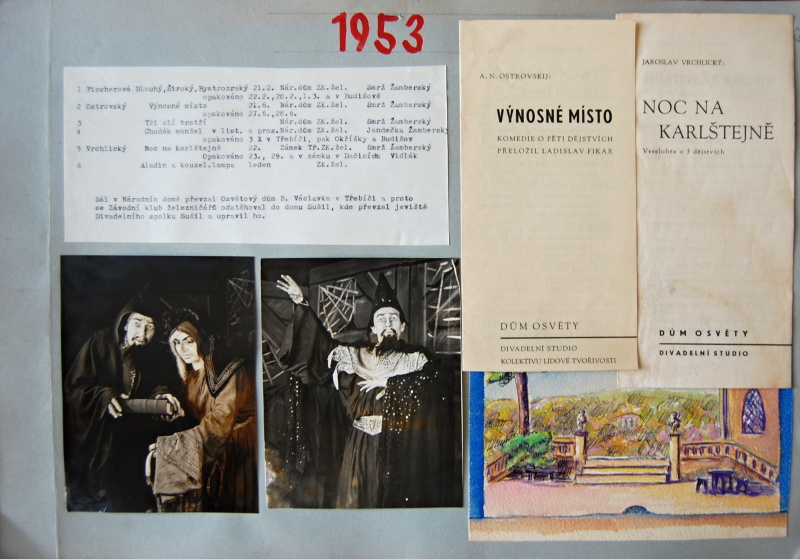 1953
1 Fischerová Dlouhý,široký,Bystrozraký 21.2. Nár.dům ZK.žel. Smrž Žamberský
opakováno 22.2.,28.2.,1.3. a v Budišově
2 Ostrovský Výnosné místo 21.6. Nár.dům ZK.žel. Smrž Žamberský
opakováno 27.6.,28.6.
3 Tři zlí bratři Nár.dům ZK.žel. Smrž Žamberský
4 Chudák manžel v list. a pros. Nár.dům ZK.žel. Jandečka Žamberský
opakováno 3 X v Třebíči, pak Okříšky a Budišov
5 Vrchlický Noc na karlštejně 22. Zámek Tř.ZK.žel. Smrž Žamberský
Opakováno 23., 29. a v zámku v Dačicích Vidlák
6 Aladin a kouzel.lampa leden ZK.žel.
Sál v Národním domě převzal Osvětový dům B. Václavka v Třebíči a proto
se Závodní klub železničářů odstěhoval do domu Sušil, kde převzal jeviště
Divadelního spolku Sušil a upravil ho.
A. N. OSTROVSKIJ:
VÝNOSNÉ MÍSTO
KOMEDIE O PĚTI DĚJSTVÍCH
PŘELOŽIL LADISLAV FIKAR
DŮM OSVĚTY
DIVADELNÍ STUDIO
KOLEKTIVU LIDOVÉ TVOŘIVOSTI
JAROSLAV VRCHLICKÝ:
NOC NA
KARLŠTEJNĚ
Veselohra o 3 dějstvích
DŮM OSVĚTY
DIVADELNÍ STUDIO